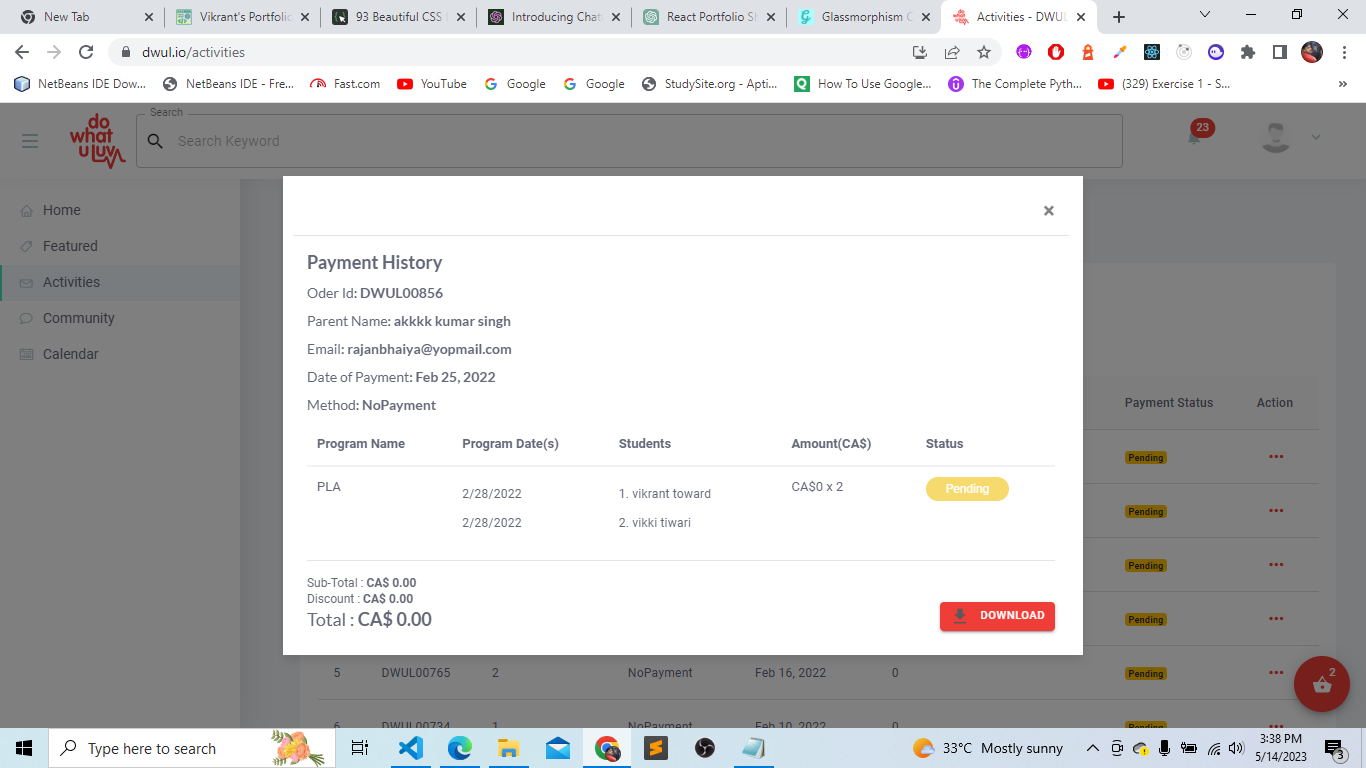 New Tab
Vikrant's Portfolio
93 Beautiful CSS
Introducing Chat
React Portfolio S
Glassmorphism C
Activities - DWUL
dwul.io/activities
NetBeans IDE Dow...
NetBeans IDE - Fre...
Fast.com
YouTube
Google
Google
StudySite.org - Apti...
How To Use Google...
The Complete Pyth...
(329) Exercise 1 - S...
»
do what u luv
Search
Search Keyword
23
Home
Featured
Activities
Community
Calendar
×
Payment History
Oder Id: DWUL00856
Parent Name: akkkk kumar singh
Email: rajanbhaiya@yopmail.com
Date of Payment: Feb 25, 2022
Method: NoPayment
Program Name Program Date(s) Students Amount(CA$) Status
PLA 2/28/2022 1. vikrant toward CA$0 x 2 Pending
2/28/2022 2. vikki tiwari
Sub-Total : CA$ 0.00
Discount : CA$ 0.00
Total : CA$ 0.00
DOWNLOAD
Payment Status Action
Pending
Pending
Pending
Pending
5 DWUL00765 2 NoPayment Feb 16, 2022 0 Pending
6 DWUL00734 1 NoPayment Feb 10, 2022 0 Pending
2
Type here to search
33°C Mostly sunny
3:38 PM
5/14/2023
3